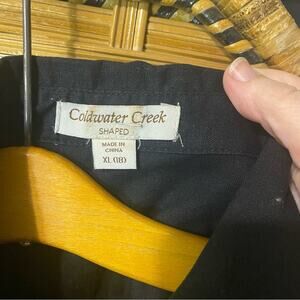 Coldwater Creek
SHAPED
MADE IN
CHINA
XL (18)